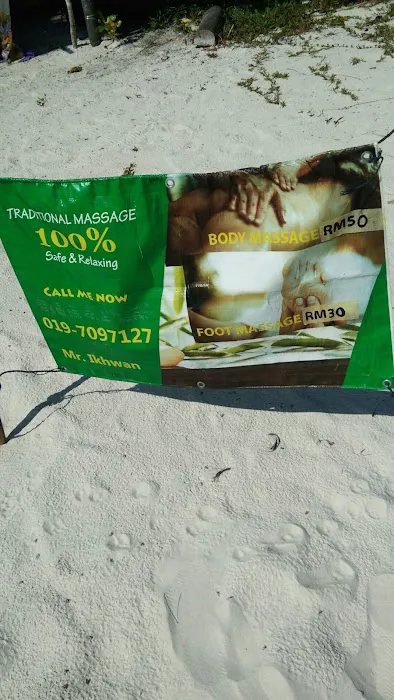 TRADITIONAL MASSAGE
100%
Safe & Relaxing
CALL ME NOW
019-7097127
Mr. Ikhwan
BODY MASSAGE RM50
FOOT MASSAGE RM30